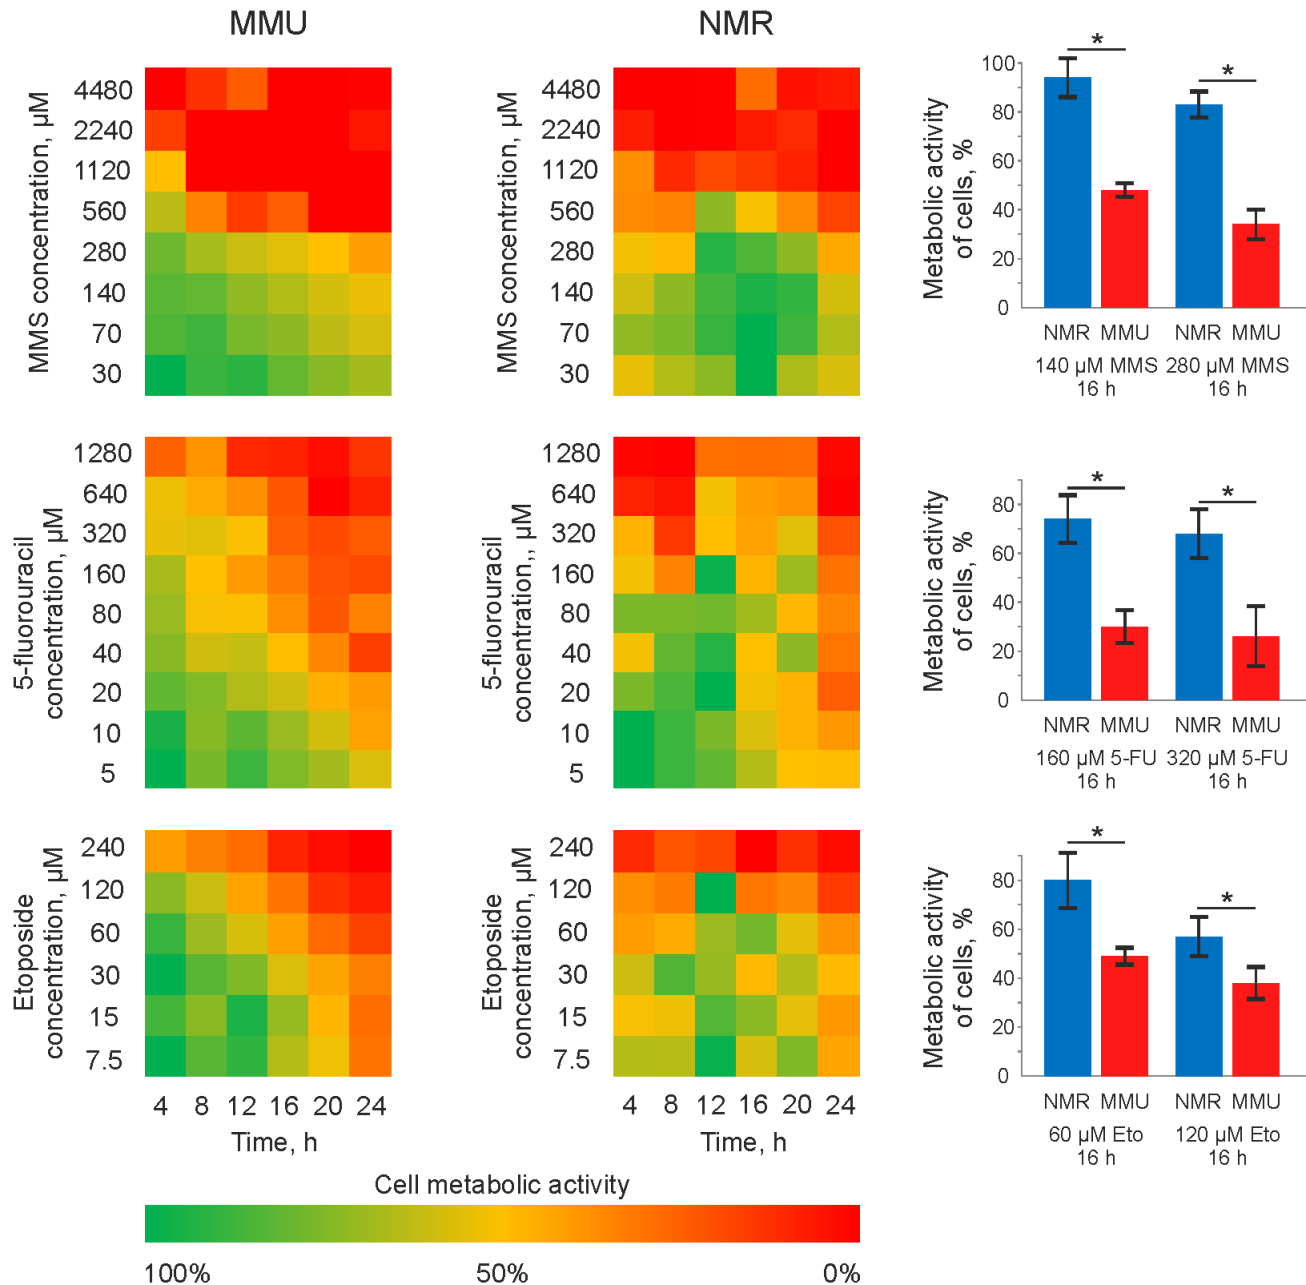 MMU
NMR
MMS concentration, µM
4480
2240
1120
560
280
140
70
30
MMS concentration, µM
4480
2240
1120
560
280
140
70
30
Metabolic activity
of cells, %
100
80
60
40
20
0
*
*
NMR MMU NMR MMU
140 µM MMS 280 µM MMS
16 h 16 h
5-fluorouracil
concentration, µM
1280
640
320
160
80
40
20
10
5
5-fluorouracil
concentration,, µM
1280
640
320
160
80
40
20
10
5
Metabolic activity
of cells, %
80
60
40
20
0
*
*
NMR MMU NMR MMU
160 µM 5-FU 320 µM 5-FU
16 h 16 h
Etoposide
concentration, µM
240
120
60
30
15
7.5
4 8 12 16 20 24
Time, h
Etoposide
concentration, µM
240
120
60
30
15
7.5
4 8 12 16 20 24
Time, h
Metabolic activity
of cells, %
80
60
40
20
0
*
*
NMR MMU NMR MMU
60 µM Eto 120 µM Eto
16 h 16 h
Cell metabolic activity
100% 50% 0%